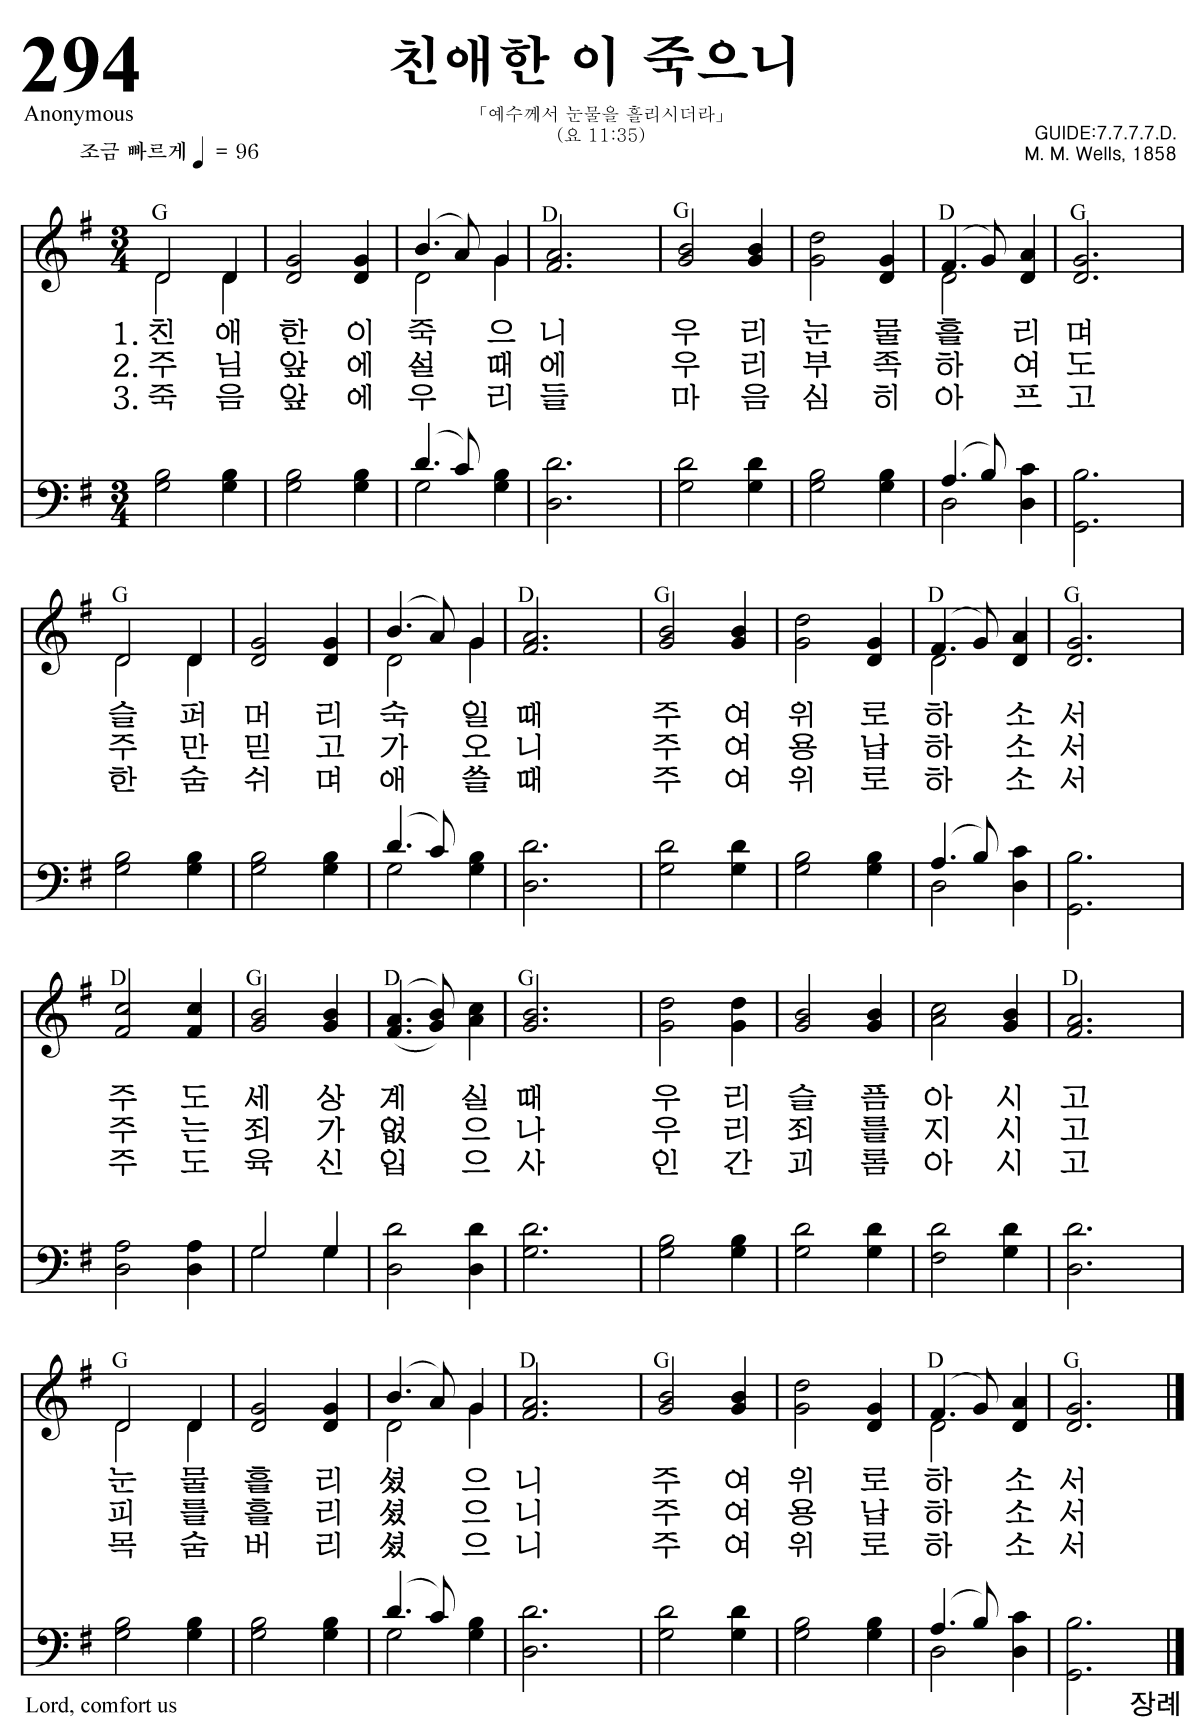 294
친애한 이 죽으니
Anonymous
「예수께서 눈물을 흘리시더라」
(요 11:35)
GUIDE:7.7.7.7.D.
조금 빠르게 ♩ = 96
M. M. Wells, 1858
G D G D G
3 4
1. 친 애 한 이 죽 으 니 우 리 눈 물 흘 리 며
2. 주 님 앞 에 설 때 에 우 리 부 족 하 여 도
3. 죽 음 앞 에 우 리 들 마 음 심 히 아 프 고
3 4
G D G D G
슬 퍼 머 리 숙 일 때 주 여 위 로 하 소 서
주 만 믿 고 가 오 니 주 여 용 납 하 소 서
한 숨 쉬 며 애 쓸 때 주 여 위 로 하 소 서
D G D G D
주 도 세 상 계 실 때 우 리 슬 픔 아 시 고
주 는 죄 가 없 으 나 우 리 죄 를 지 시 고
주 도 육 신 입 으 사 인 간 괴 롬 아 시 고
G D G D G
눈 물 흘 리 셨 으 니 주 여 위 로 하 소 서
피 를 흘 리 셨 으 니 주 여 용 납 하 소 서
목 숨 버 리 셨 으 니 주 여 위 로 하 소 서
Lord, comfort us
장례